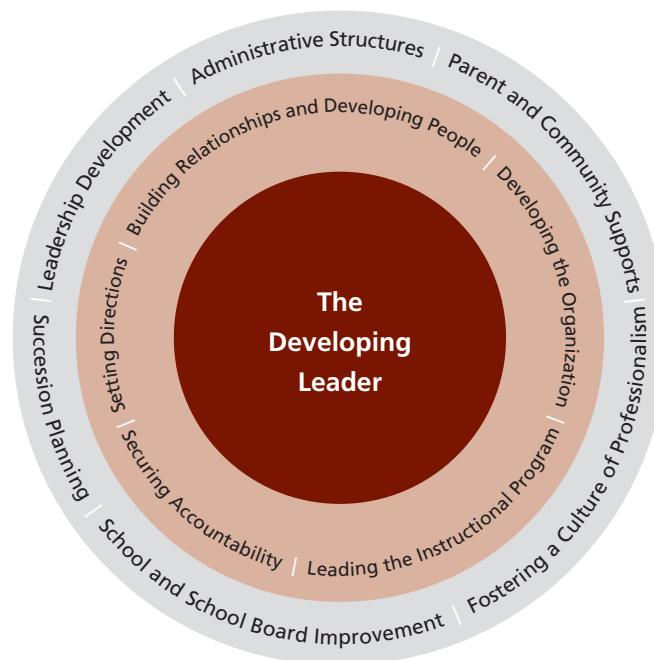 Administrative Structures
Parent and Community Supports
Fostering a Culture of Professionalism
School and School Board Improvement
Succession Planning
Leadership Development
Building Relationships and Developing People
Developing the Organization
Leading the Instructional Program
Securing Accountability
Setting Directions
The
Developing
Leader